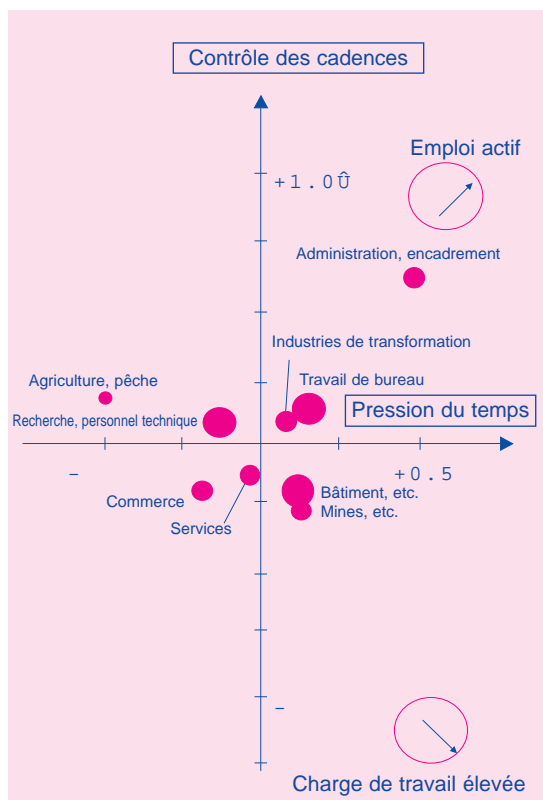 Contrôle des cadences
Emploi actif
+1.0Û
Administration, encadrement
Industries de transformation
Agriculture, pêche
Travail de bureau
Recherche, personnel technique
Pression du temps
-
+0.5
Commerce
Bâtiment, etc.
Mines, etc.
Services
-
Charge de travail élevée